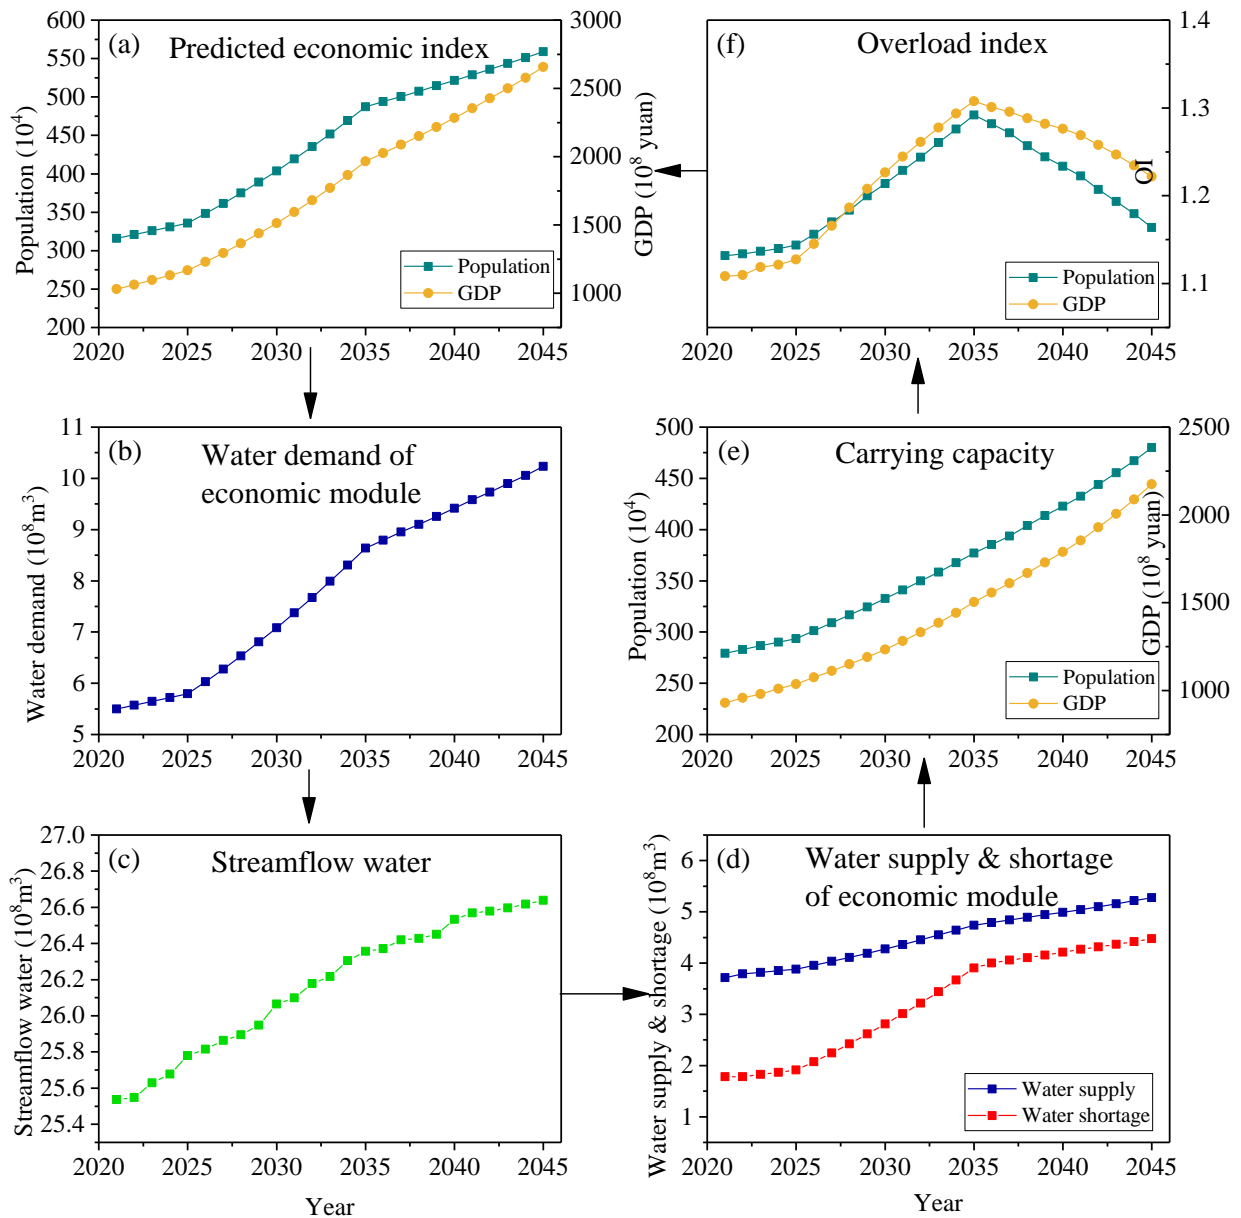 (a)
Predicted economic index
600
550
500
450
400
350
300
250
200
Population (10⁴)
3000
2500
2000
1500
1000
GDP (10⁸ yuan)
Population
GDP
2020 2025 2030 2035 2040 2045
(f)
Overload index
1.4
1.3
1.2
1.1
OI
Population
GDP
2020 2025 2030 2035 2040 2045
(b)
Water demand of
economic module
11
10
9
8
7
6
5
Water demand (10⁸m³)
2020 2025 2030 2035 2040 2045
(e)
Carrying capacity
500
450
400
350
300
250
200
Population (10⁴)
2500
2000
1500
1000
GDP (10⁸ yuan)
Population
GDP
2020 2025 2030 2035 2040 2045
(c)
Streamflow water
27.0
26.8
26.6
26.4
26.2
26.0
25.8
25.6
25.4
Streamflow water (10⁸m³)
2020 2025 2030 2035 2040 2045
Year
(d)
Water supply & shortage
of economic module
6
5
4
3
2
1
Water supply & shortage (10⁸m³)
Water supply
Water shortage
2020 2025 2030 2035 2040 2045
Year